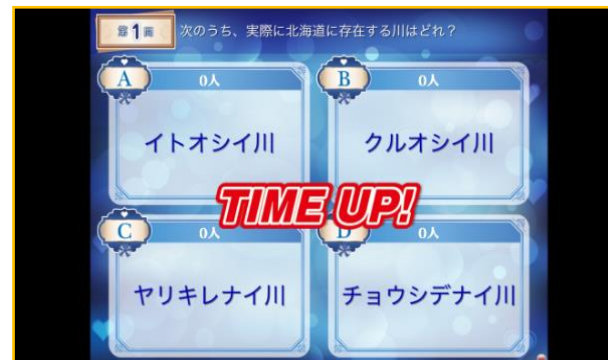 第1問
次のうち、実際に北海道に存在する川はどれ？
A
0人
イトオシイ川
B
0人
クルオシイ川
TIME UP!
C
0人
ヤリキレナイ川
D
0人
チョウシデナイ川